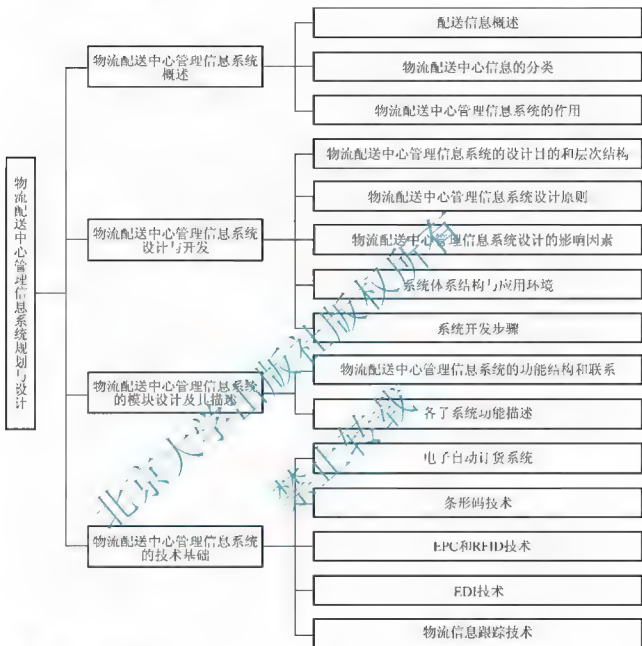 物流配送中心管理信息系统规划与设计
物流配送中心管理信息系统
概述
配送信息概述
物流配送中心信息的分类
物流配送中心管理信息系统的作用
物流配送中心管理信息系统
设计与开发
物流配送中心管理信息系统的设计目的和层次结构
物流配送中心管理信息系统设计原则
物流配送中心管理信息系统设计的影响因素
系统体系结构与应用环境
系统开发步骤
物流配送中心管理信息系统
的模块设计及其描述
物流配送中心管理信息系统的功能结构和联系
各子系统功能描述
物流配送中心管理信息系统
的技术基础
电子自动订货系统
条形码技术
EPC和RFID技术
EDI技术
物流信息跟踪技术
北京大学出版社版权所有
禁止转载